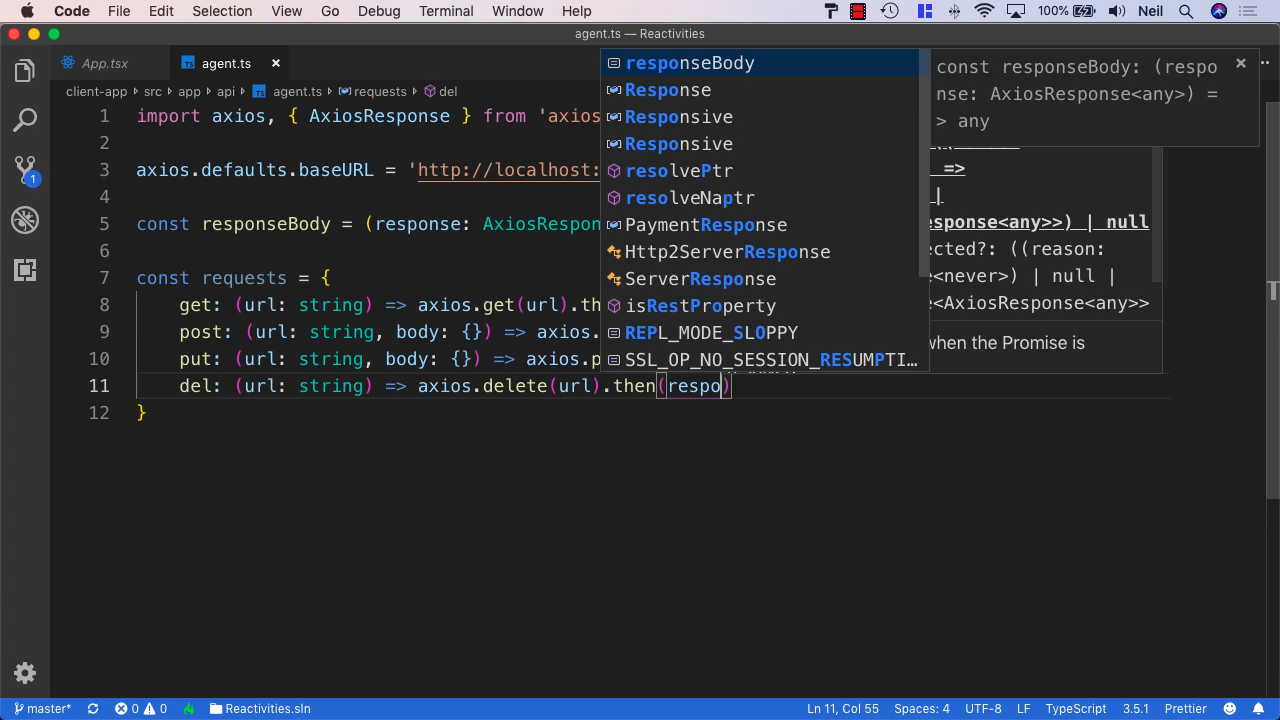 Code File Edit Selection View Go Debug Terminal Window Help 100% Neil
agent.ts — Reactivities
App.tsx agent.ts ×
client-app › src › app › api › agent.ts › requests › del
1 import axios, { AxiosResponse } from 'axios
2
3 axios.defaults.baseURL = 'http://localhost:
4
5 const responseBody = (response: AxiosRespon
6
7 const requests = {
8 get: (url: string) => axios.get(url).th
9 post: (url: string, body: {}) => axios.
10 put: (url: string, body: {}) => axios.p
11 del: (url: string) => axios.delete(url).then(respo)
12 }
responseBody
Response
Responsive
Responsive
resolvePtr
resolveNaptr
PaymentResponse
Http2ServerResponse
ServerResponse
isRestProperty
REPL_MODE_SLOPPY
SSL_OP_NO_SESSION_RESUMPTI...
const responseBody: (respo
nse: AxiosResponse<any>) =
> any
=>
|
sponse<any>>) | null
ected?: ((reason:
e<never>) | null |
e<AxiosResponse<any>>
when the Promise is
master* 0 0 Reactivities.sln Ln 11, Col 55 Spaces: 4 UTF-8 LF TypeScript 3.5.1 Prettier
1